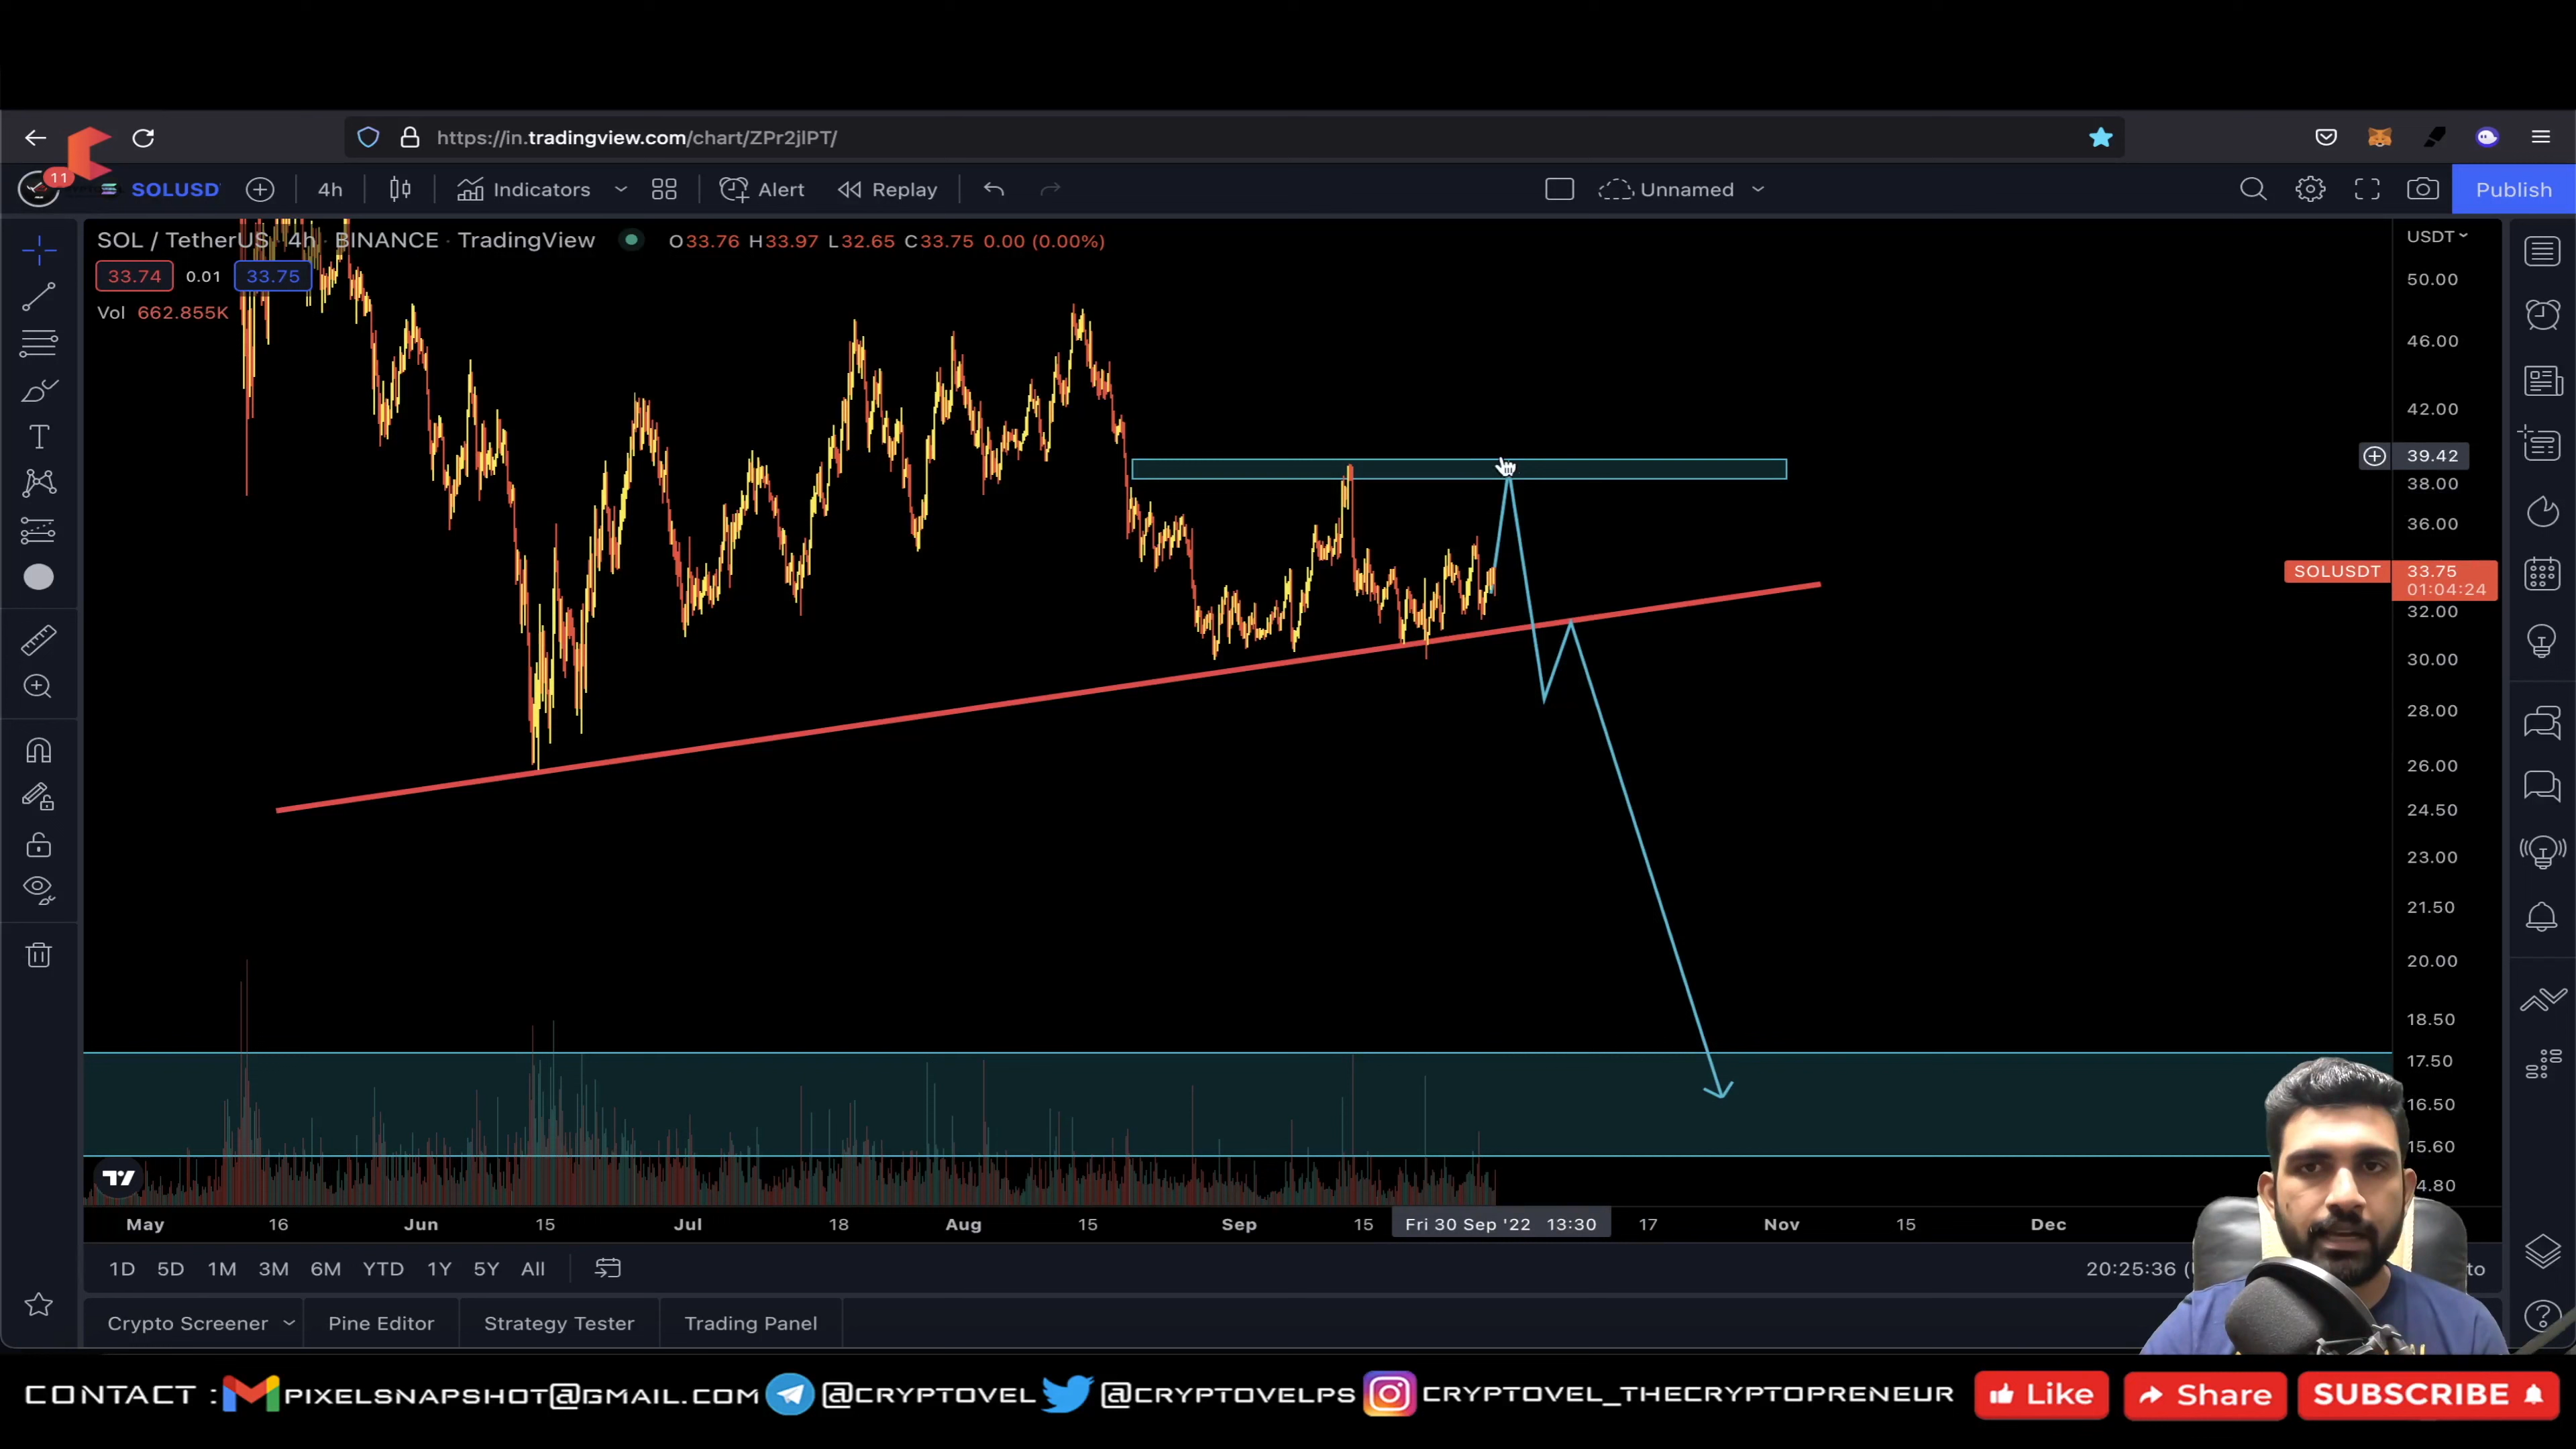 https://in.tradingview.com/chart/ZPr2jlPT/
11 SOLUSD 4h Indicators Alert Replay Unnamed Publish
SOL / TetherUS · 4h · BINANCE · TradingView O33.76 H33.97 L32.65 C33.75 0.00 (0.00%)
33.74 0.01 33.75
Vol 662.855K
USDT
50.00
46.00
42.00
39.42
38.00
36.00
SOLUSDT 33.75
01:04:24
32.00
30.00
28.00
26.00
24.50
23.00
21.50
20.00
18.50
17.50
16.50
15.60
4.80
May 16 Jun 15 Jul 18 Aug 15 Sep 15 Fri 30 Sep '22 13:30 17 Nov 15 Dec
1D 5D 1M 3M 6M YTD 1Y 5Y All 20:25:36 ( to
Crypto Screener Pine Editor Strategy Tester Trading Panel
CONTACT : PIXELSNAPSHOT@GMAIL.COM @CRYPTOVEL @CRYPTOVELPS CRYPTOVEL_THECRYPTOPRENEUR Like Share SUBSCRIBE